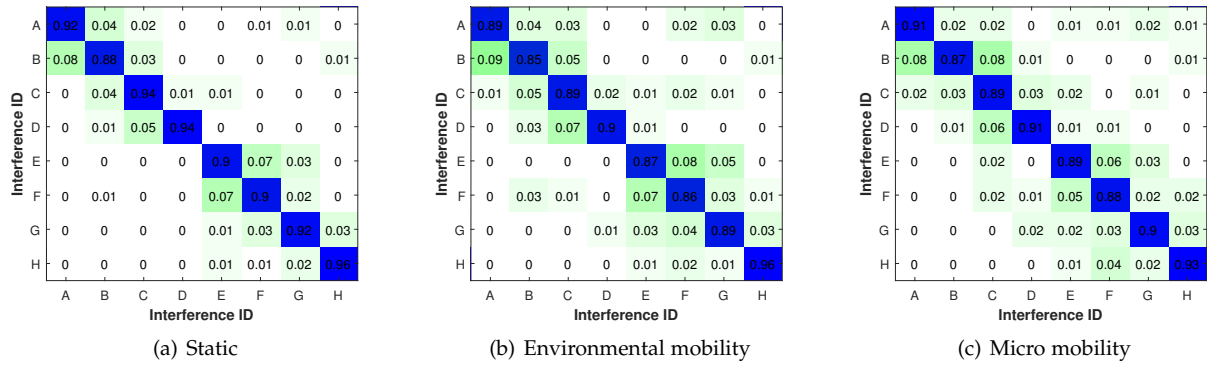 A 0.92 0.04 0.02 0 0 0.01 0.01 0
B 0.08 0.88 0.03 0 0 0 0 0.01
C 0 0.04 0.94 0.01 0.01 0 0 0
D 0 0.01 0.05 0.94 0 0 0 0
E 0 0 0 0 0.9 0.07 0.03 0
F 0 0.01 0 0 0.07 0.9 0.02 0
G 0 0 0 0 0.01 0.03 0.92 0.03
H 0 0 0 0 0.01 0.01 0.02 0.96
A B C D E F G H
Interference ID
Interference ID
(a) Static
A 0.89 0.04 0.03 0 0 0.02 0.03 0
B 0.09 0.85 0.05 0 0 0 0 0.01
C 0.01 0.05 0.89 0.02 0.01 0.02 0.01 0
D 0 0.03 0.07 0.9 0.01 0 0 0
E 0 0 0 0 0.87 0.08 0.05 0
F 0 0.03 0.01 0 0.07 0.86 0.03 0.01
G 0 0 0 0.01 0.03 0.04 0.89 0.03
H 0 0 0 0 0.01 0.02 0.01 0.96
A B C D E F G H
Interference ID
Interference ID
(b) Environmental mobility
A 0.91 0.02 0.02 0 0.01 0.01 0.02 0.01
B 0.08 0.87 0.08 0.01 0 0 0 0.01
C 0.02 0.03 0.89 0.03 0.02 0 0.01 0
D 0 0.01 0.06 0.91 0.01 0.01 0 0
E 0 0 0.02 0 0.89 0.06 0.03 0
F 0 0 0.02 0.01 0.05 0.88 0.02 0.02
G 0 0 0 0.02 0.02 0.03 0.9 0.03
H 0 0 0 0 0.01 0.04 0.02 0.93
A B C D E F G H
Interference ID
Interference ID
(c) Micro mobility